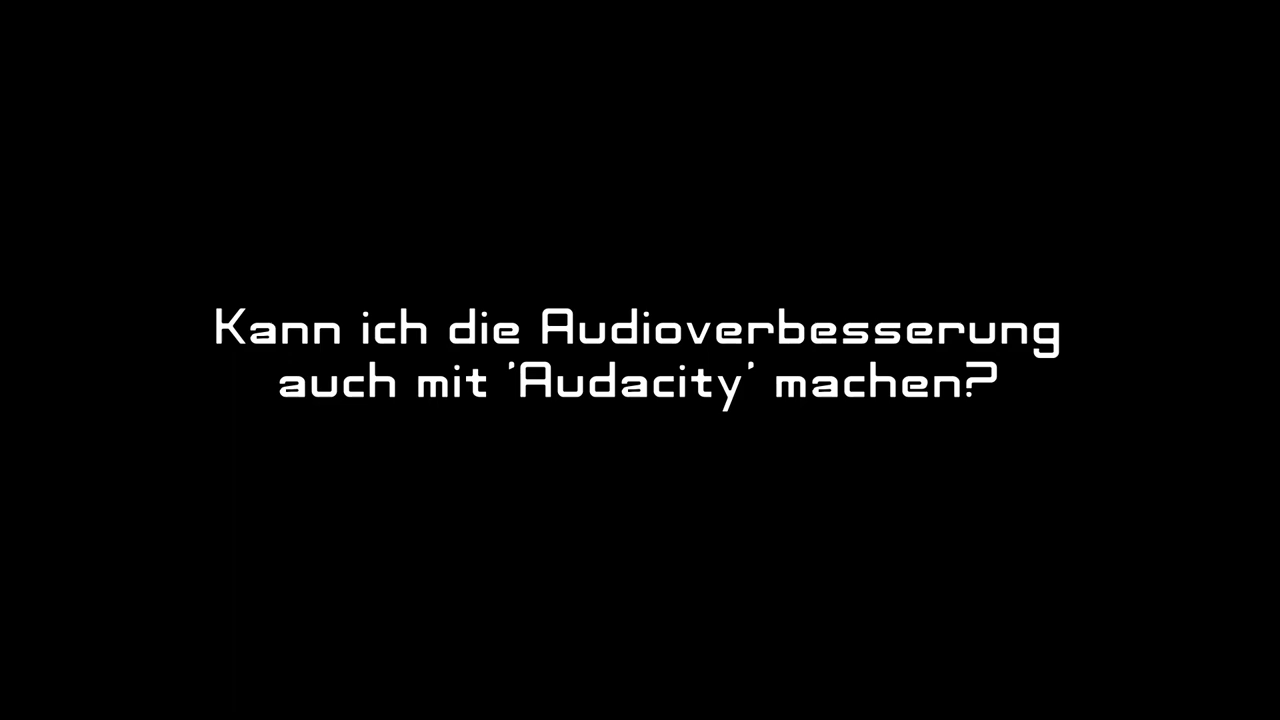 Kann ich die Audioverbesserung
auch mit 'Audacity' machen?